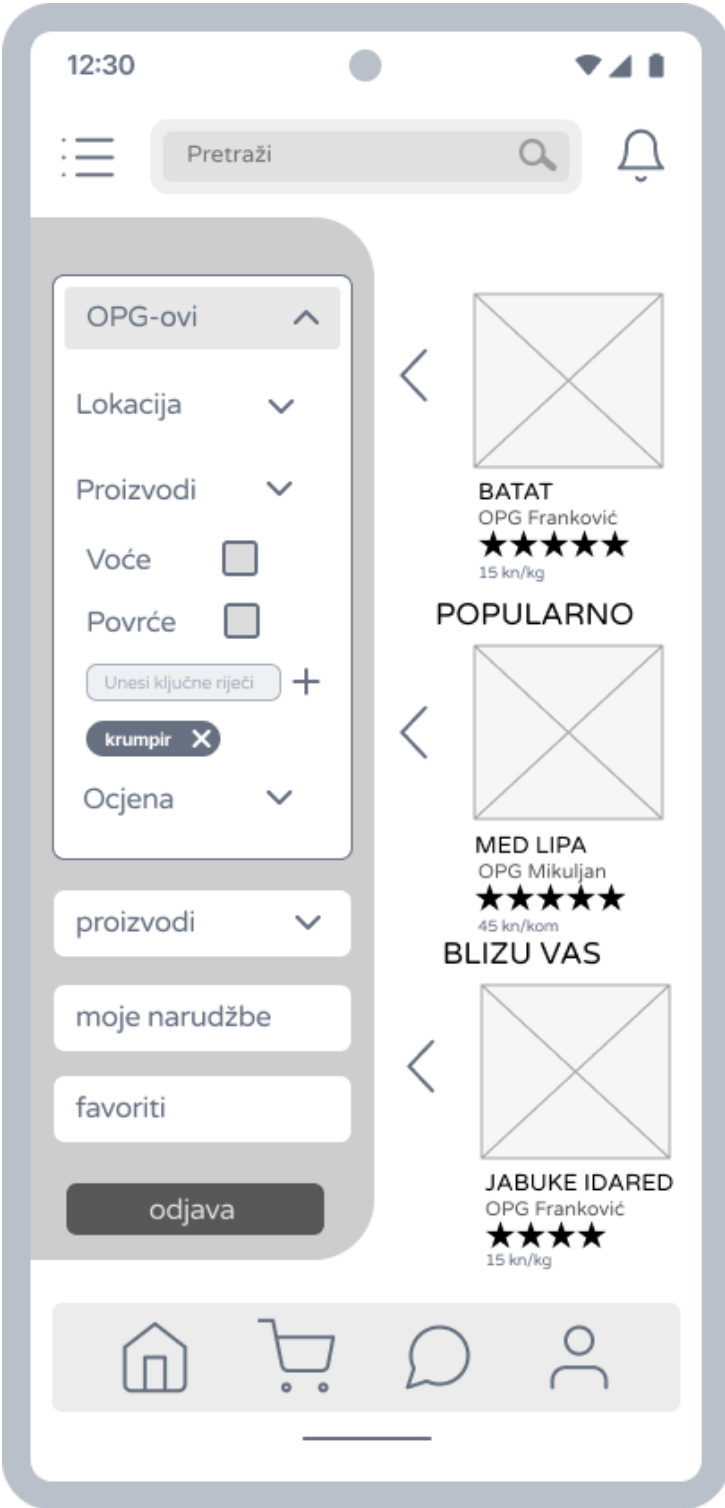 12:30
Pretraži
OPG-ovi
Lokacija
Proizvodi
Voće
Povrće
Unesi ključne riječi
krumpir
Ocjena
proizvodi
moje narudžbe
favoriti
odjava
BATAT
OPG Franković
15 kn/kg
POPULARNO
MED LIPA
OPG Mikuljan
45 kn/kom
BLIZU VAS
JABUKE IDARED
OPG Franković
15 kn/kg